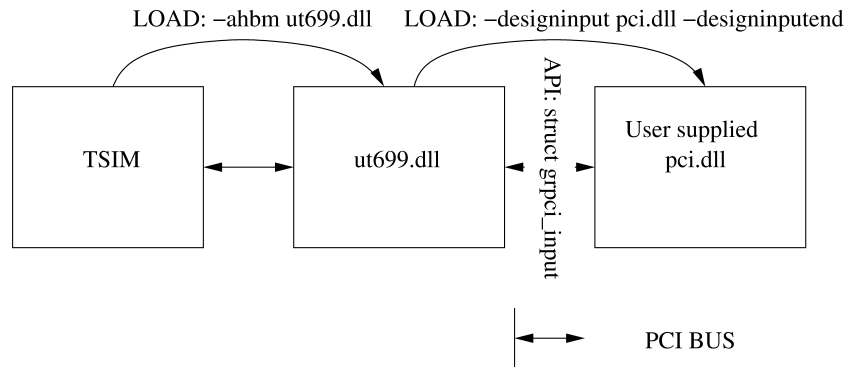 LOAD: −ahbm ut699.dll
LOAD: −designinput pci.dll −designinputend
TSIM
ut699.dll
API: struct grpci_input
User supplied
pci.dll
PCI BUS